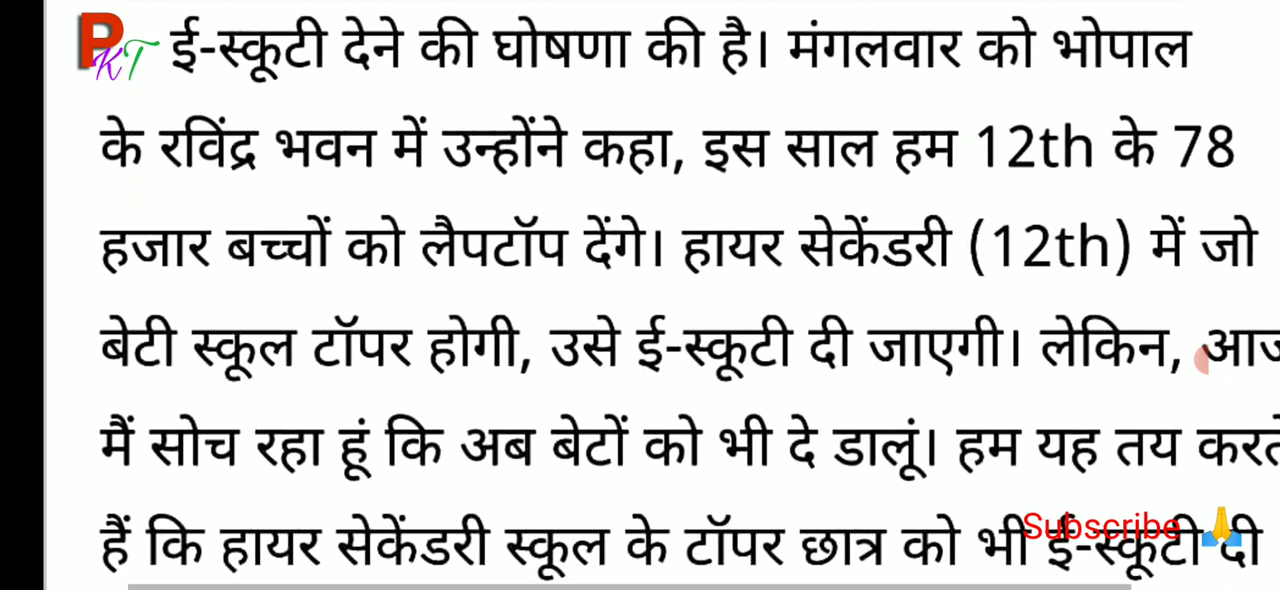 PKT ई-स्कूटी देने की घोषणा की है। मंगलवार को भोपाल
के रविंद्र भवन में उन्होंने कहा, इस साल हम 12th के 78
हजार बच्चों को लैपटॉप देंगे। हायर सेकेंडरी (12th) में जो
बेटी स्कूल टॉपर होगी, उसे ई-स्कूटी दी जाएगी। लेकिन,
मैं सोच रहा हूं कि अब बेटों को भी दे डालूं। हम यह तय
हैं कि हायर सेकेंडरी स्कूल के टॉपर छात्र को भी ई-स्कूटी दी
Subscribe 🙏